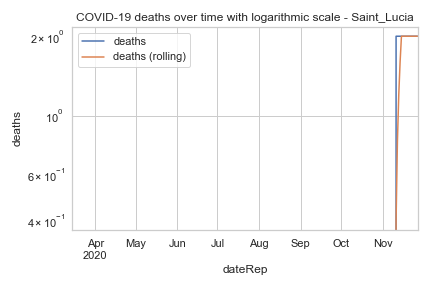 COVID-19 deaths over time with logarithmic scale - Saint_Lucia
deaths
deaths (rolling)
2 × 10⁰
10⁰
6 × 10⁻¹
4 × 10⁻¹
deaths
Apr May Jun Jul Aug Sep Oct Nov
2020
dateRep